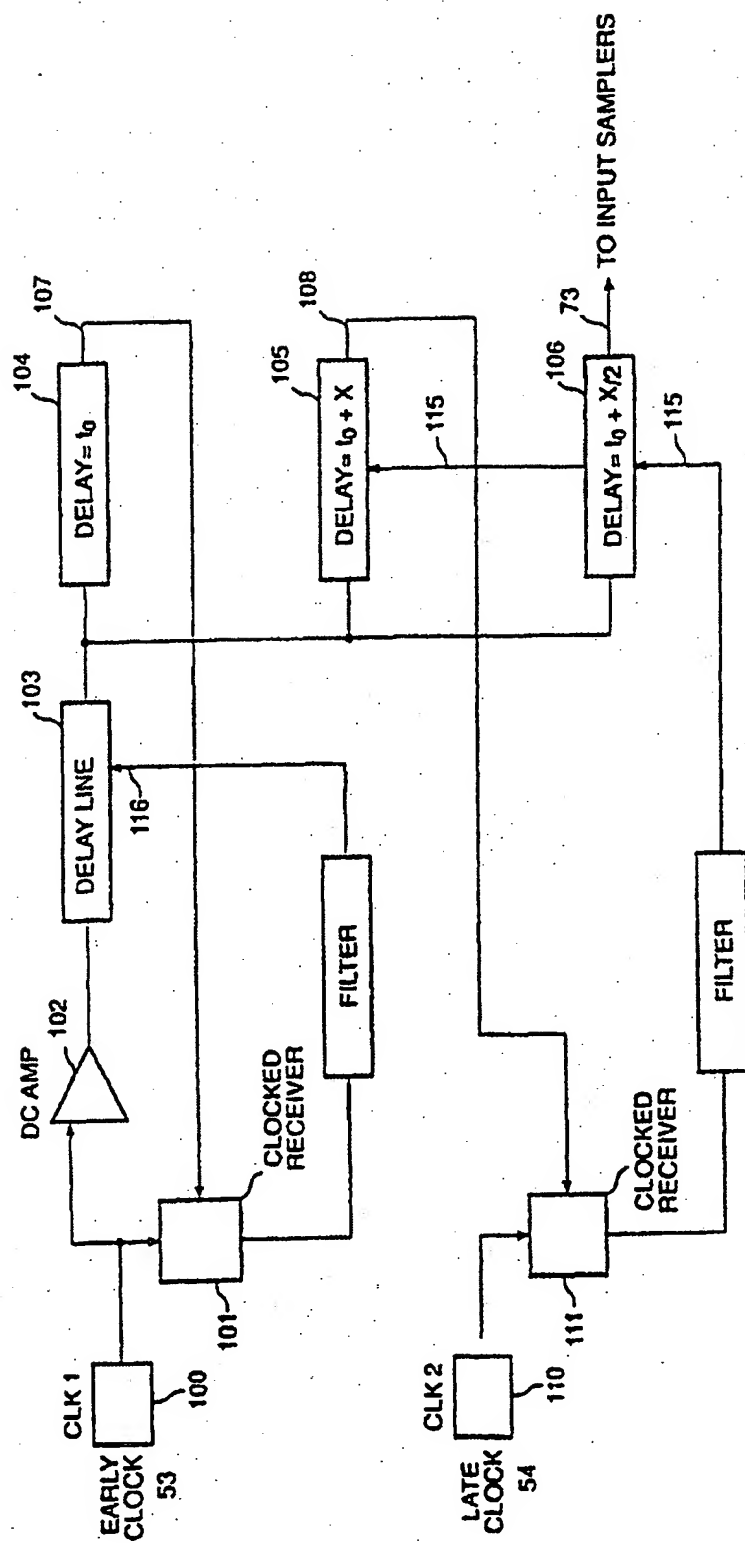 EARLY
CLOCK
53
CLK 1
100
DC AMP
102
101
CLOCKED
RECEIVER
103
DELAY LINE
116
FILTER
104
DELAY= t₀
107
105
DELAY= t₀ + X
108
115
106
DELAY= t₀ + X/2
73
TO INPUT SAMPLERS
115
LATE
CLOCK
54
CLK 2
110
111
CLOCKED
RECEIVER
FILTER